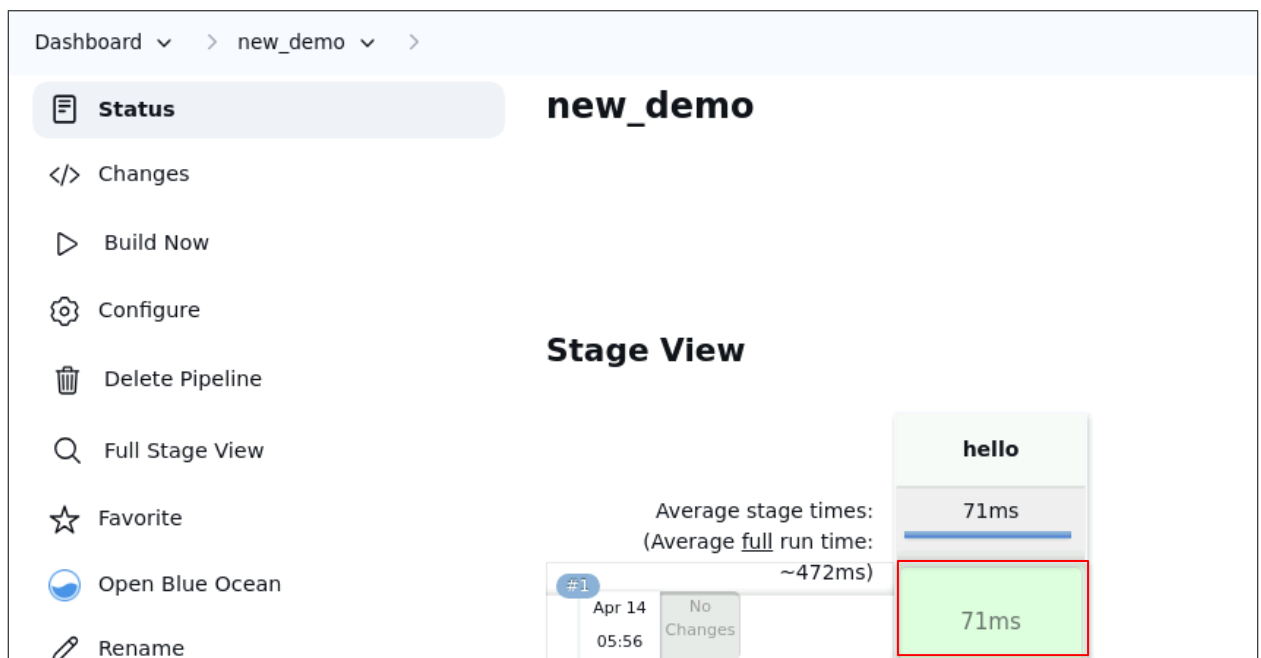 Dashboard new_demo
Status
Changes
Build Now
Configure
Delete Pipeline
Full Stage View
Favorite
Open Blue Ocean
Rename
new_demo
Stage View
hello
Average stage times:
(Average full run time:
~472ms)
71ms
#1
Apr 14
05:56
No
Changes
71ms